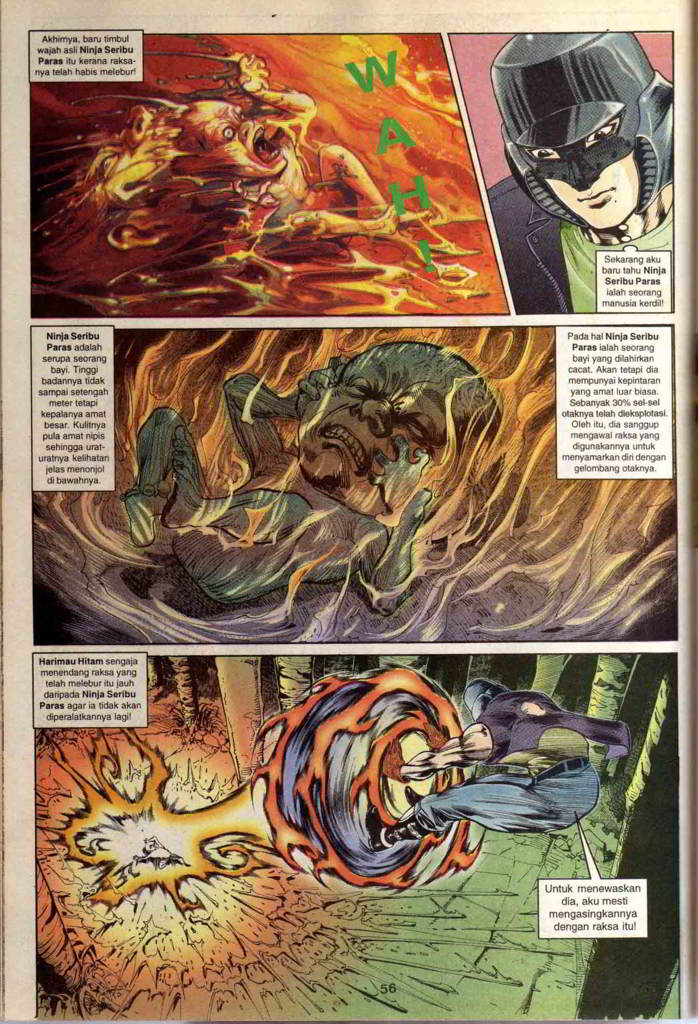 Akhirnya, baru timbul
wajah asli Ninja Seribu
Paras itu kerana raksa-
nya telah habis melebur!
WAH!
Sekarang aku
baru tahu Ninja
Seribu Paras
ialah seorang
manusia kerdil!
Ninja Seribu
Paras adalah
serupa seorang
bayi. Tinggi
badannya tidak
sampai setengah
meter tetapi
kepalanya amat
besar. Kulitnya
pula amat nipis
sehingga urat-
uratnya kelihatan
jelas menonjol
di bawahnya.
Pada hal Ninja Seribu
Paras ialah seorang
bayi yang dilahirkan
cacat. Akan tetapi dia
mempunyai kepintaran
yang amat luar biasa.
Sebanyak 30% sel-sel
otaknya telah dieksplotasi.
Oleh itu, dia sanggup
mengawal raksa yang
digunakannya untuk
menyamarkan diri dengan
gelombang otaknya.
Harimau Hitam sengaja
menendang raksa yang
telah melebur itu jauh
daripada Ninja Seribu
Paras agar ia tidak akan
diperalatkannya lagi!
Untuk menewaskan
dia, aku mesti
mengasingkannya
dengan raksa itu!
56